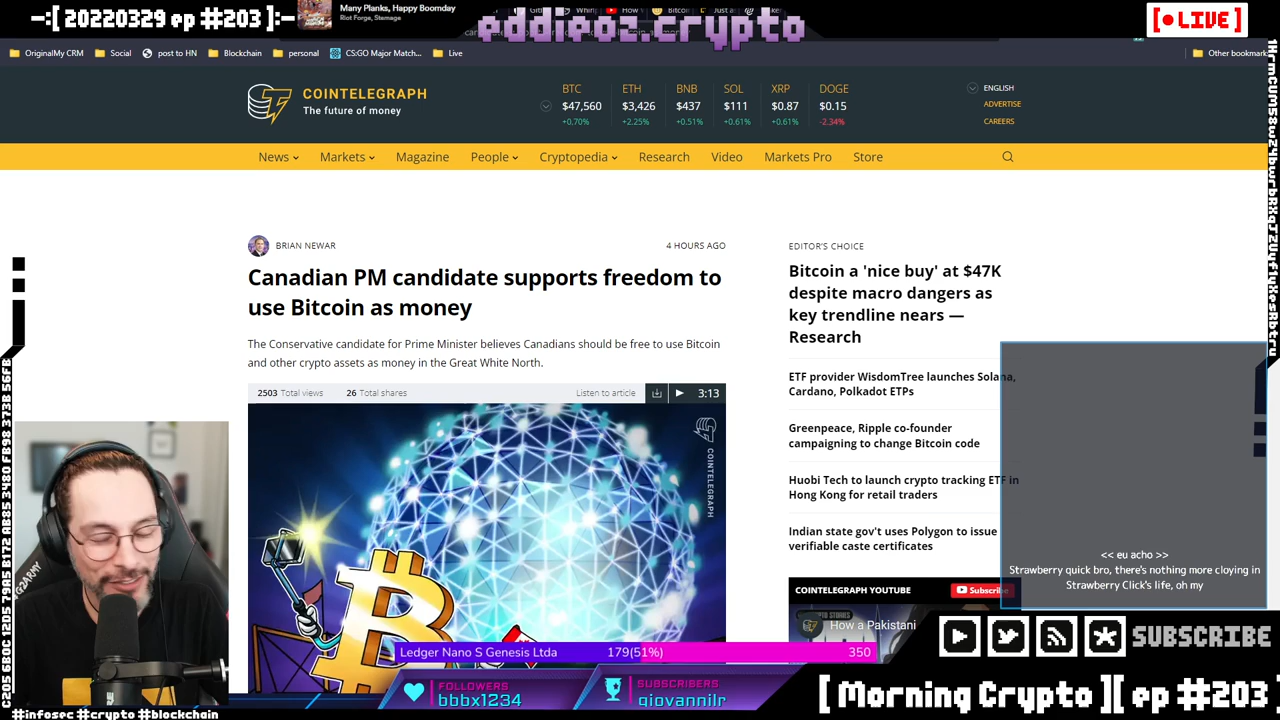 -:[ 20220329 ep #203 ]:-
Many Planks, Happy Boomday
Riot Forge, Stemage
eddieoz.crypto
[● LIVE ]
OriginalMy CRM
Social
post to HN
Blockchain
personal
CS:GO Major Match...
Live
Other bookmark
COINTELEGRAPH
The future of money
BTC ETH BNB SOL XRP DOGE
$47,560 $3,426 $437 $111 $0.87 $0.15
+0.70% +2.25% +0.51% +0.61% +0.61% -2.34%
ENGLISH
ADVERTISE
CAREERS
News Markets Magazine People Cryptopedia Research Video Markets Pro Store
BRIAN NEWAR
4 HOURS AGO
Canadian PM candidate supports freedom to
use Bitcoin as money
The Conservative candidate for Prime Minister believes Canadians should be free to use Bitcoin
and other crypto assets as money in the Great White North.
2503 Total views 26 Total shares Listen to article 3:13
COINTELEGRAPH
EDITOR'S CHOICE
Bitcoin a 'nice buy' at $47K
despite macro dangers as
key trendline nears —
Research
ETF provider WisdomTree launches Solana,
Cardano, Polkadot ETPs
Greenpeace, Ripple co-founder
campaigning to change Bitcoin code
Huobi Tech to launch crypto tracking ETF in
Hong Kong for retail traders
Indian state gov't uses Polygon to issue
verifiable caste certificates
COINTELEGRAPH YOUTUBE
Subscribe
How a Pakistani
<< eu acho >>
Strawberry quick bro, there's nothing more cloying in
Strawberry Click's life, oh my
Ledger Nano S Genesis Ltda 179(51%) 350
FOLLOWERS
bbbx1234
SUBSCRIBERS
giovannilr
SUBSCRIBE
[ Morning Crypto ][ ep #203 ]
#infosec #crypto #blockchain